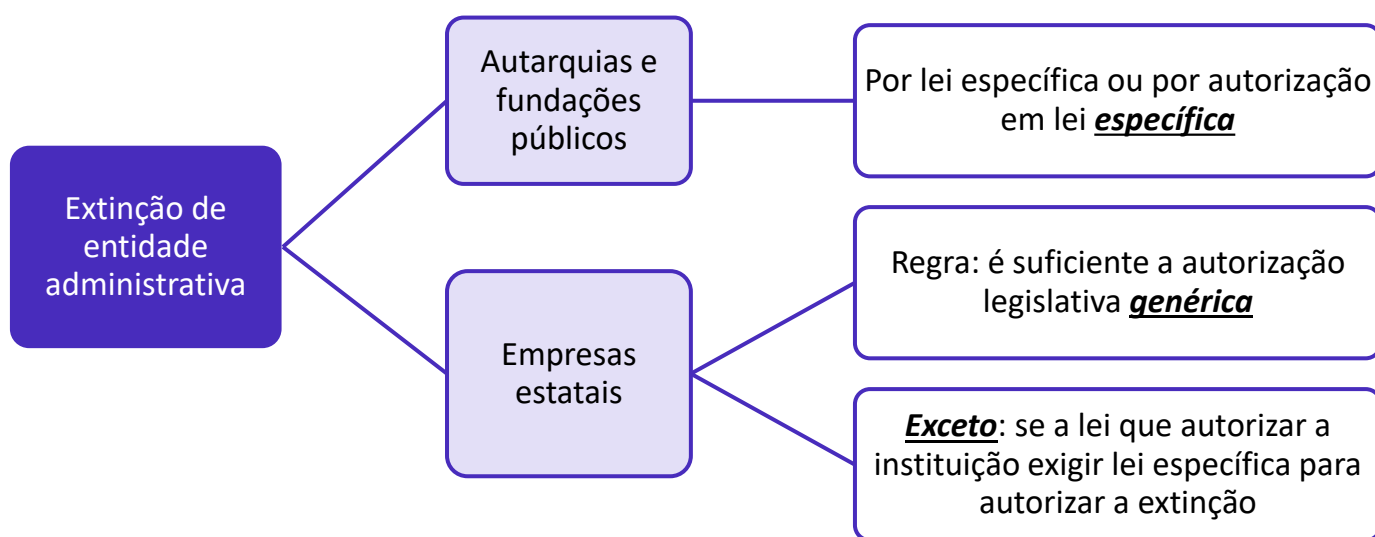 Extinção de
entidade
administrativa
Autarquias e
fundações
públicos
Por lei específica ou por autorização
em lei específica
Empresas
estatais
Regra: é suficiente a autorização
legislativa genérica
Exceto: se a lei que autorizar a
instituição exigir lei específica para
autorizar a extinção